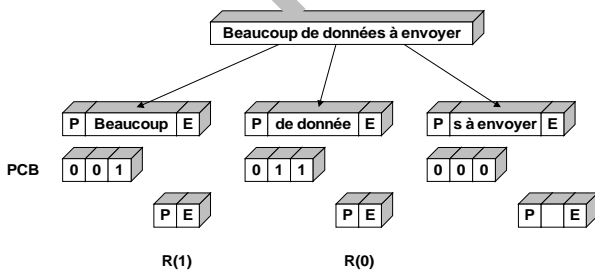 Beaucoup de données à envoyer
P Beaucoup E P de donnée E P s à envoyer E
PCB 0 0 1 0 1 1 0 0 0
P E P E P E
R(1) R(0)